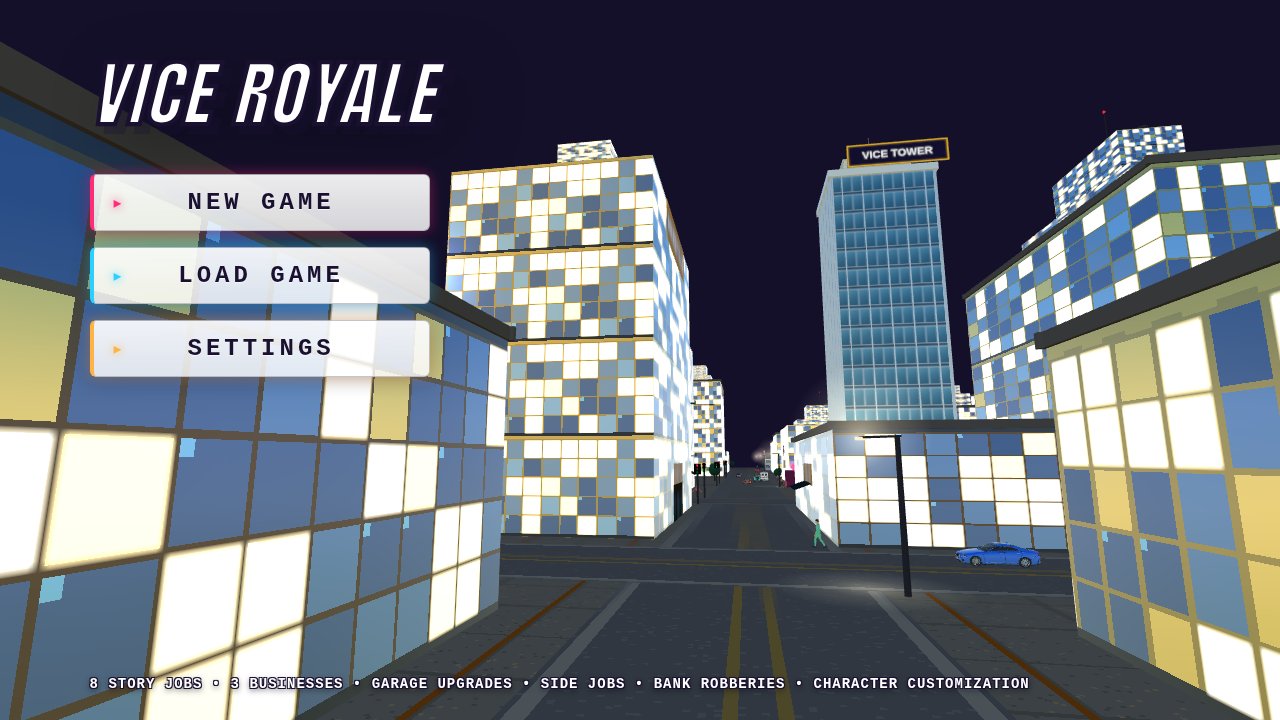 VICE ROYALE
VICE TOWER
NEW GAME
LOAD GAME
SETTINGS
8 STORY JOBS • 3 BUSINESSES • GARAGE UPGRADES • SIDE JOBS • BANK ROBBERIES • CHARACTER CUSTOMIZATION